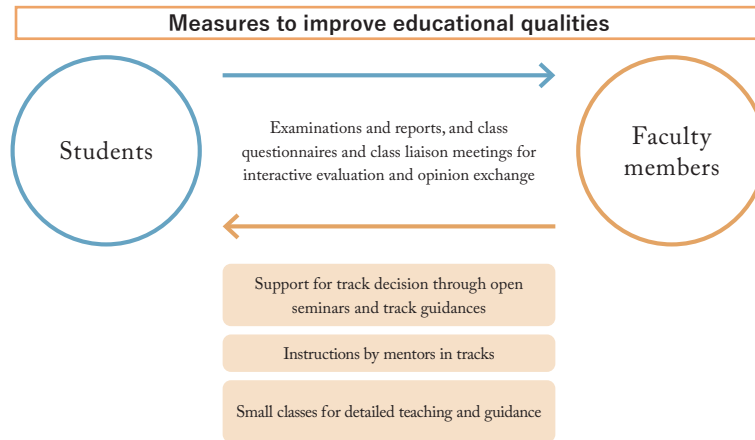 Measures to improve educational qualities
Students
Examinations and reports, and class
questionnaires and class liaison meetings for
interactive evaluation and opinion exchange
Faculty
members
Support for track decision through open
seminars and track guidances
Instructions by mentors in tracks
Small classes for detailed teaching and guidance